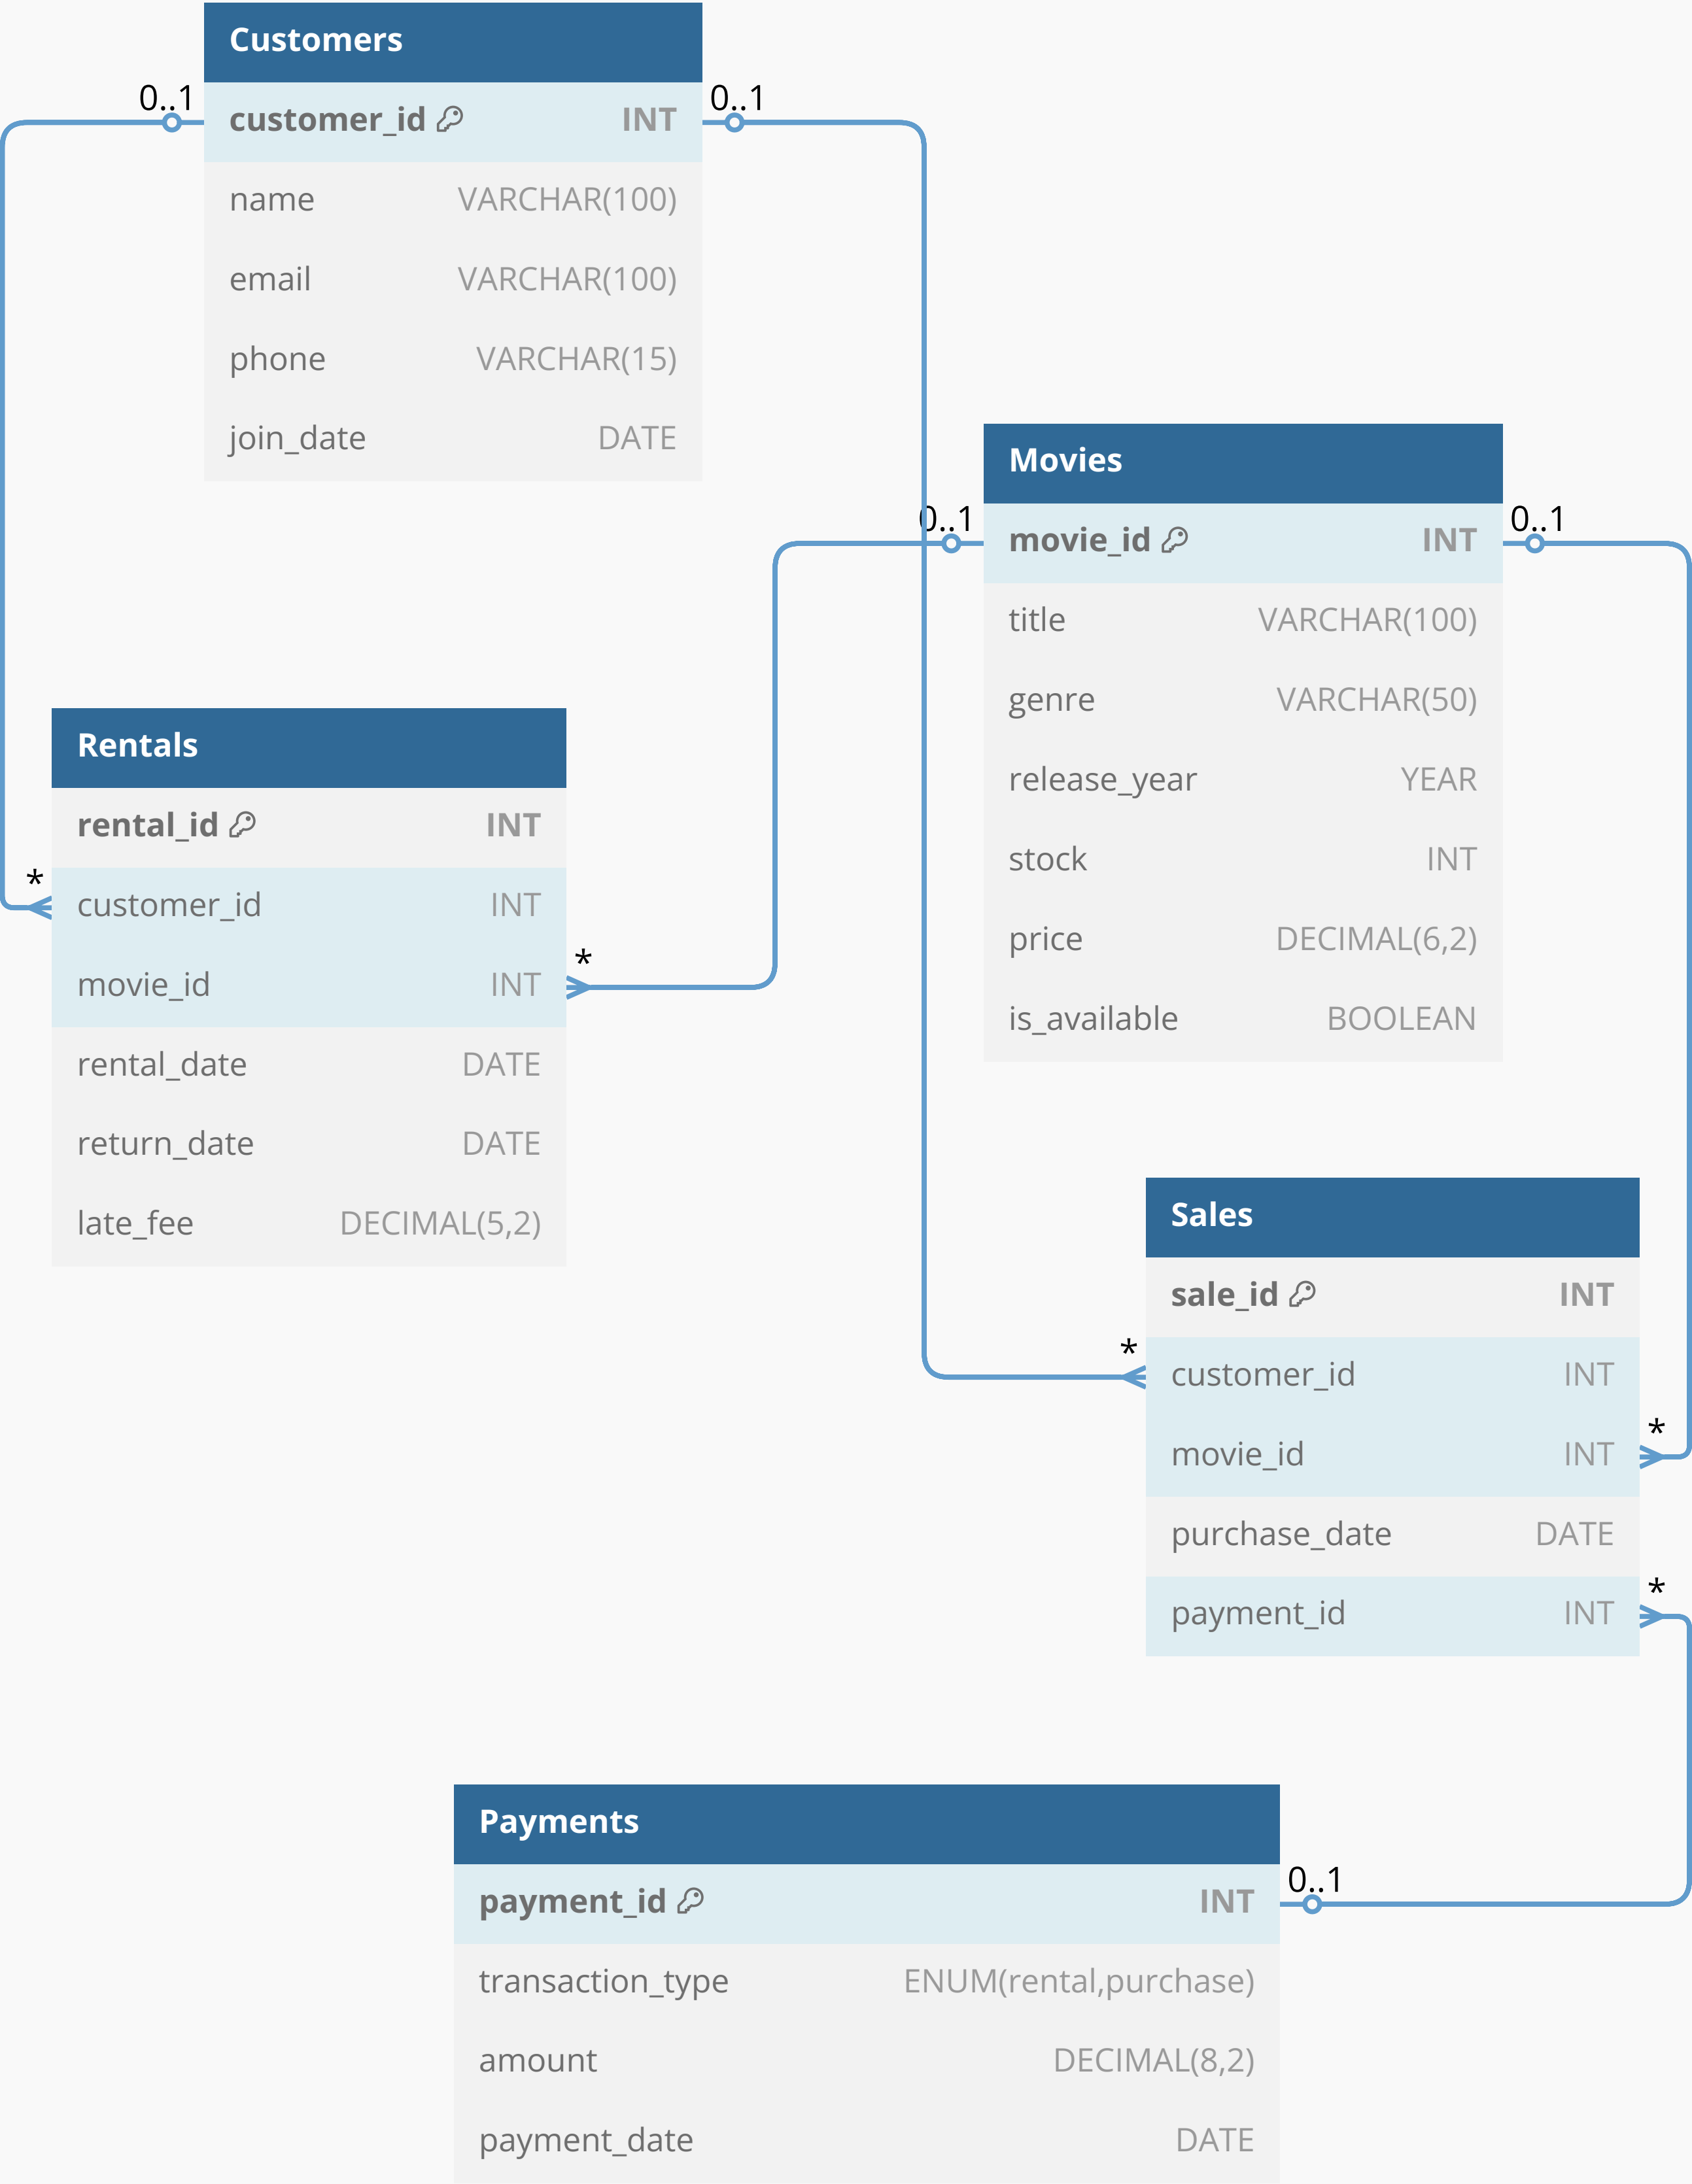 Customers
0..1
0..1
customer_id INT
name VARCHAR(100)
email VARCHAR(100)
phone VARCHAR(15)
join_date DATE
Movies
0..1
0..1
movie_id INT
title VARCHAR(100)
genre VARCHAR(50)
release_year YEAR
stock INT
price DECIMAL(6,2)
is_available BOOLEAN
Rentals
rental_id INT
*
customer_id INT
*
movie_id INT
rental_date DATE
return_date DATE
late_fee DECIMAL(5,2)
Sales
sale_id INT
*
customer_id INT
*
movie_id INT
purchase_date DATE
*
payment_id INT
Payments
0..1
payment_id INT
transaction_type ENUM(rental,purchase)
amount DECIMAL(8,2)
payment_date DATE